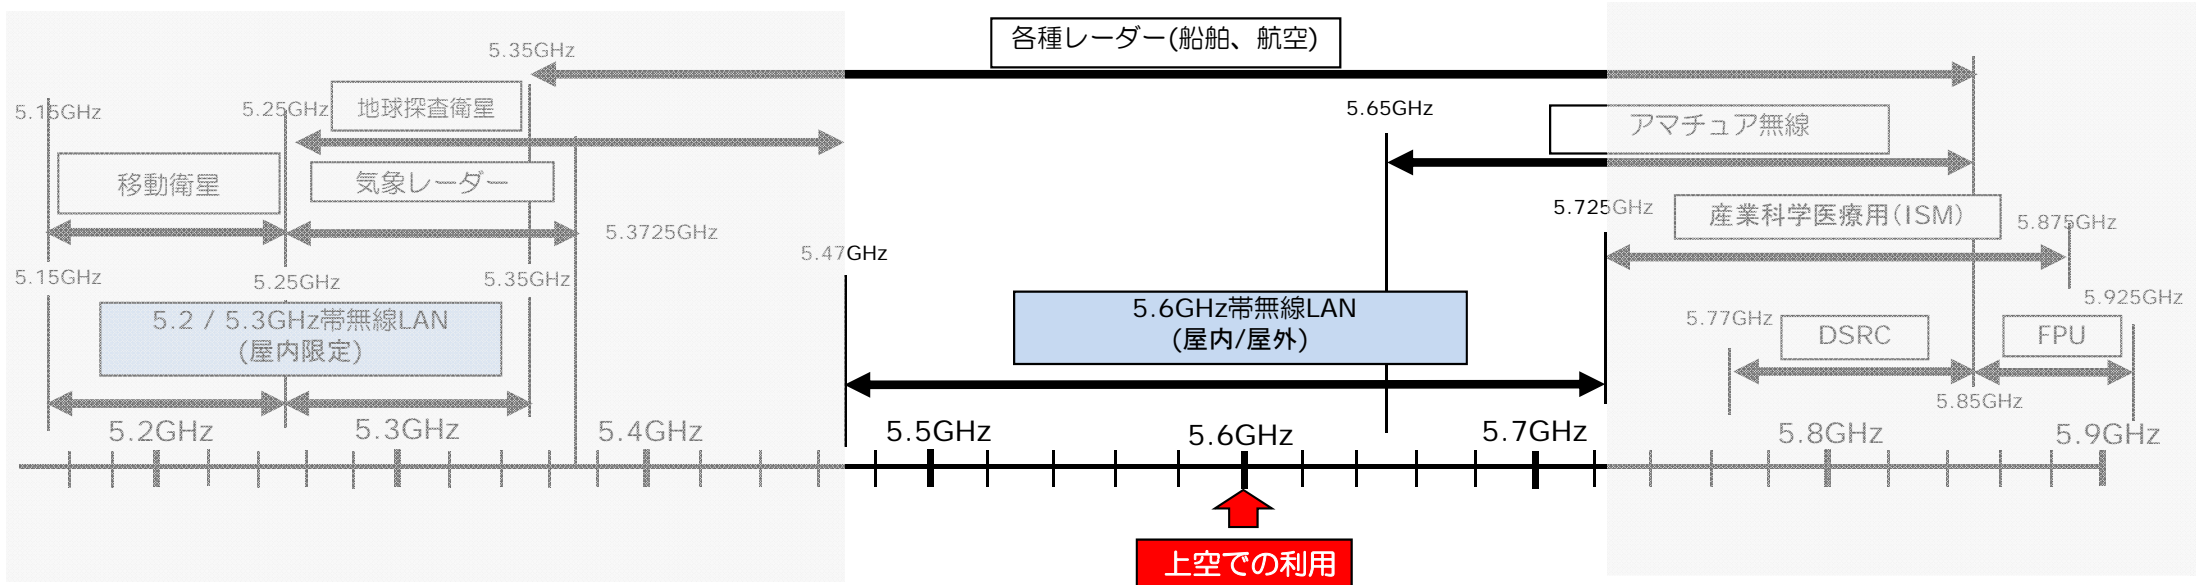 各種レーダー(船舶、航空)
5.35GHz
5.15GHz
5.25GHz
地球探査衛星
5.65GHz
アマチュア無線
移動衛星
気象レーダー
5.3725GHz
5.725GHz
産業科学医療用(ISM)
5.875GHz
5.47GHz
5.15GHz
5.25GHz
5.35GHz
5.2 / 5.3GHz帯無線LAN
(屋内限定)
5.6GHz帯無線LAN
(屋内/屋外)
5.77GHz
DSRC
FPU
5.925GHz
5.85GHz
5.2GHz
5.3GHz
5.4GHz
5.5GHz
5.6GHz
5.7GHz
5.8GHz
5.9GHz
上空での利用